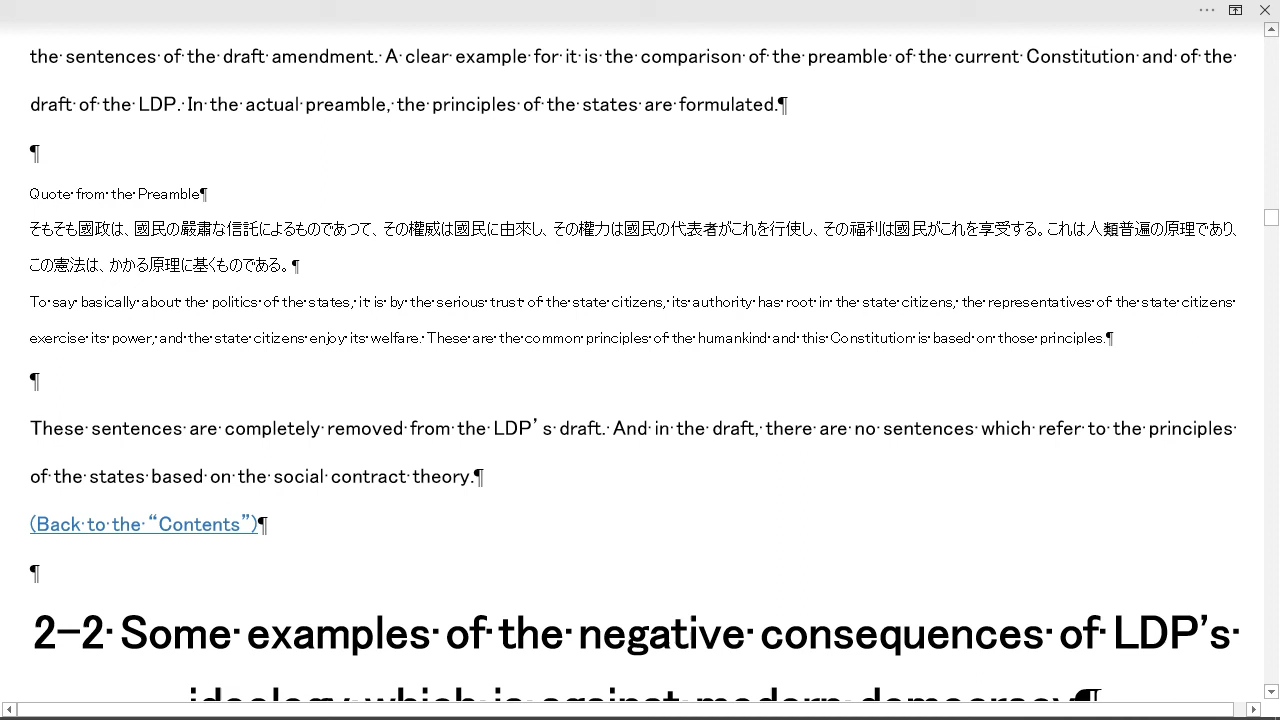 the sentences of the draft amendment. A clear example for it is the comparison of the preamble of the current Constitution and of the
draft of the LDP. In the actual preamble, the principles of the states are formulated.¶
¶
Quote from the Preamble¶
そもそも國政は、國民の嚴肅な信託によるものであつて、その權威は國民に由來し、その權力は國民の代表者がこれを行使し、その福利は國民がこれを享受する。これは人類普遍の原理であり、
この憲法は、かかる原理に基くものである。¶
To say basically about the politics of the states, it is by the serious trust of the state citizens, its authority has root in the state citizens, the representatives of the state citizens
exercise its power, and the state citizens enjoy its welfare. These are the common principles of the humankind and this Constitution is based on those principles.¶
¶
These sentences are completely removed from the LDP’s draft. And in the draft, there are no sentences which refer to the principles
of the states based on the social contract theory.¶
(Back to the “Contents”)¶
¶
2-2 Some examples of the negative consequences of LDP’s
ideology which is against modern democracy¶